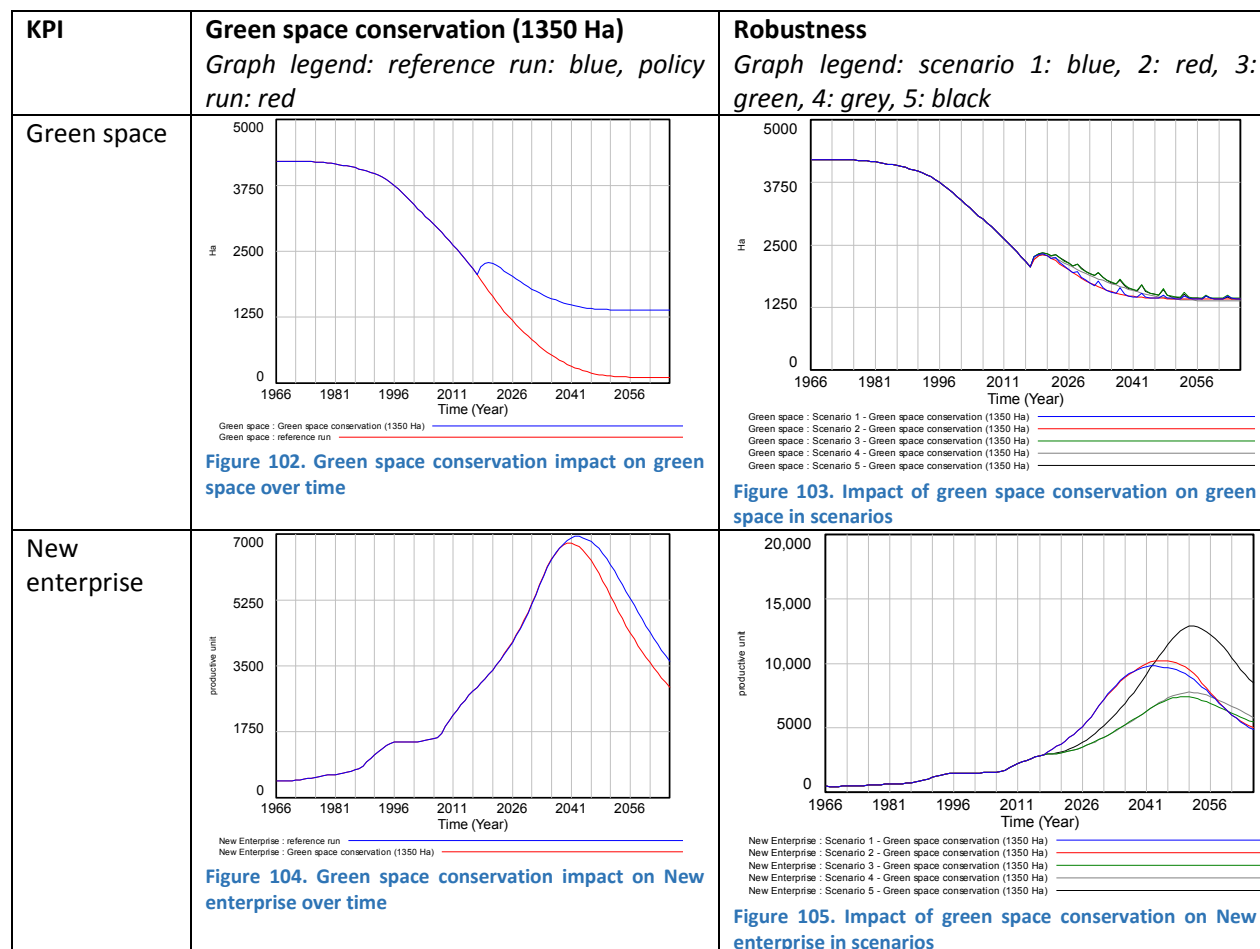 KPI
Green space conservation (1350 Ha)
Graph legend: reference run: blue, policy
run: red
Robustness
Graph legend: scenario 1: blue, 2: red, 3:
green, 4: grey, 5: black
Green space
5000
3750
2500
1250
0
Ha
1966 1981 1996 2011 2026 2041 2056
Time (Year)
Green space : Green space conservation (1350 Ha)
Green space : reference run
Figure 102. Green space conservation impact on green
space over time
5000
3750
2500
1250
0
Ha
1966 1981 1996 2011 2026 2041 2056
Time (Year)
Green space : Scenario 1 - Green space conservation (1350 Ha)
Green space : Scenario 2 - Green space conservation (1350 Ha)
Green space : Scenario 3 - Green space conservation (1350 Ha)
Green space : Scenario 4 - Green space conservation (1350 Ha)
Green space : Scenario 5 - Green space conservation (1350 Ha)
Figure 103. Impact of green space conservation on green
space in scenarios
New
enterprise
7000
5250
3500
1750
0
productive unit
1966 1981 1996 2011 2026 2041 2056
Time (Year)
New Enterprise : reference run
New Enterprise : Green space conservation (1350 Ha)
Figure 104. Green space conservation impact on New
enterprise over time
20,000
15,000
10,000
5000
0
productive unit
1966 1981 1996 2011 2026 2041 2056
Time (Year)
New Enterprise : Scenario 1 - Green space conservation (1350 Ha)
New Enterprise : Scenario 2 - Green space conservation (1350 Ha)
New Enterprise : Scenario 3 - Green space conservation (1350 Ha)
New Enterprise : Scenario 4 - Green space conservation (1350 Ha)
New Enterprise : Scenario 5 - Green space conservation (1350 Ha)
Figure 105. Impact of green space conservation on New
enterprise in scenarios